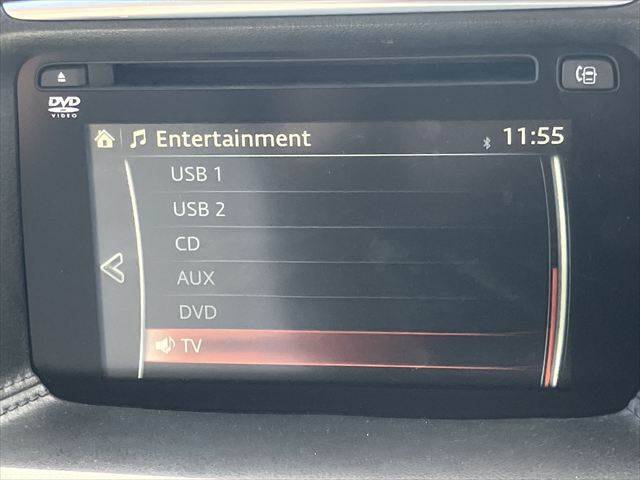 DVD
VIDEO
Entertainment 11:55
USB 1
USB 2
CD
AUX
DVD
TV